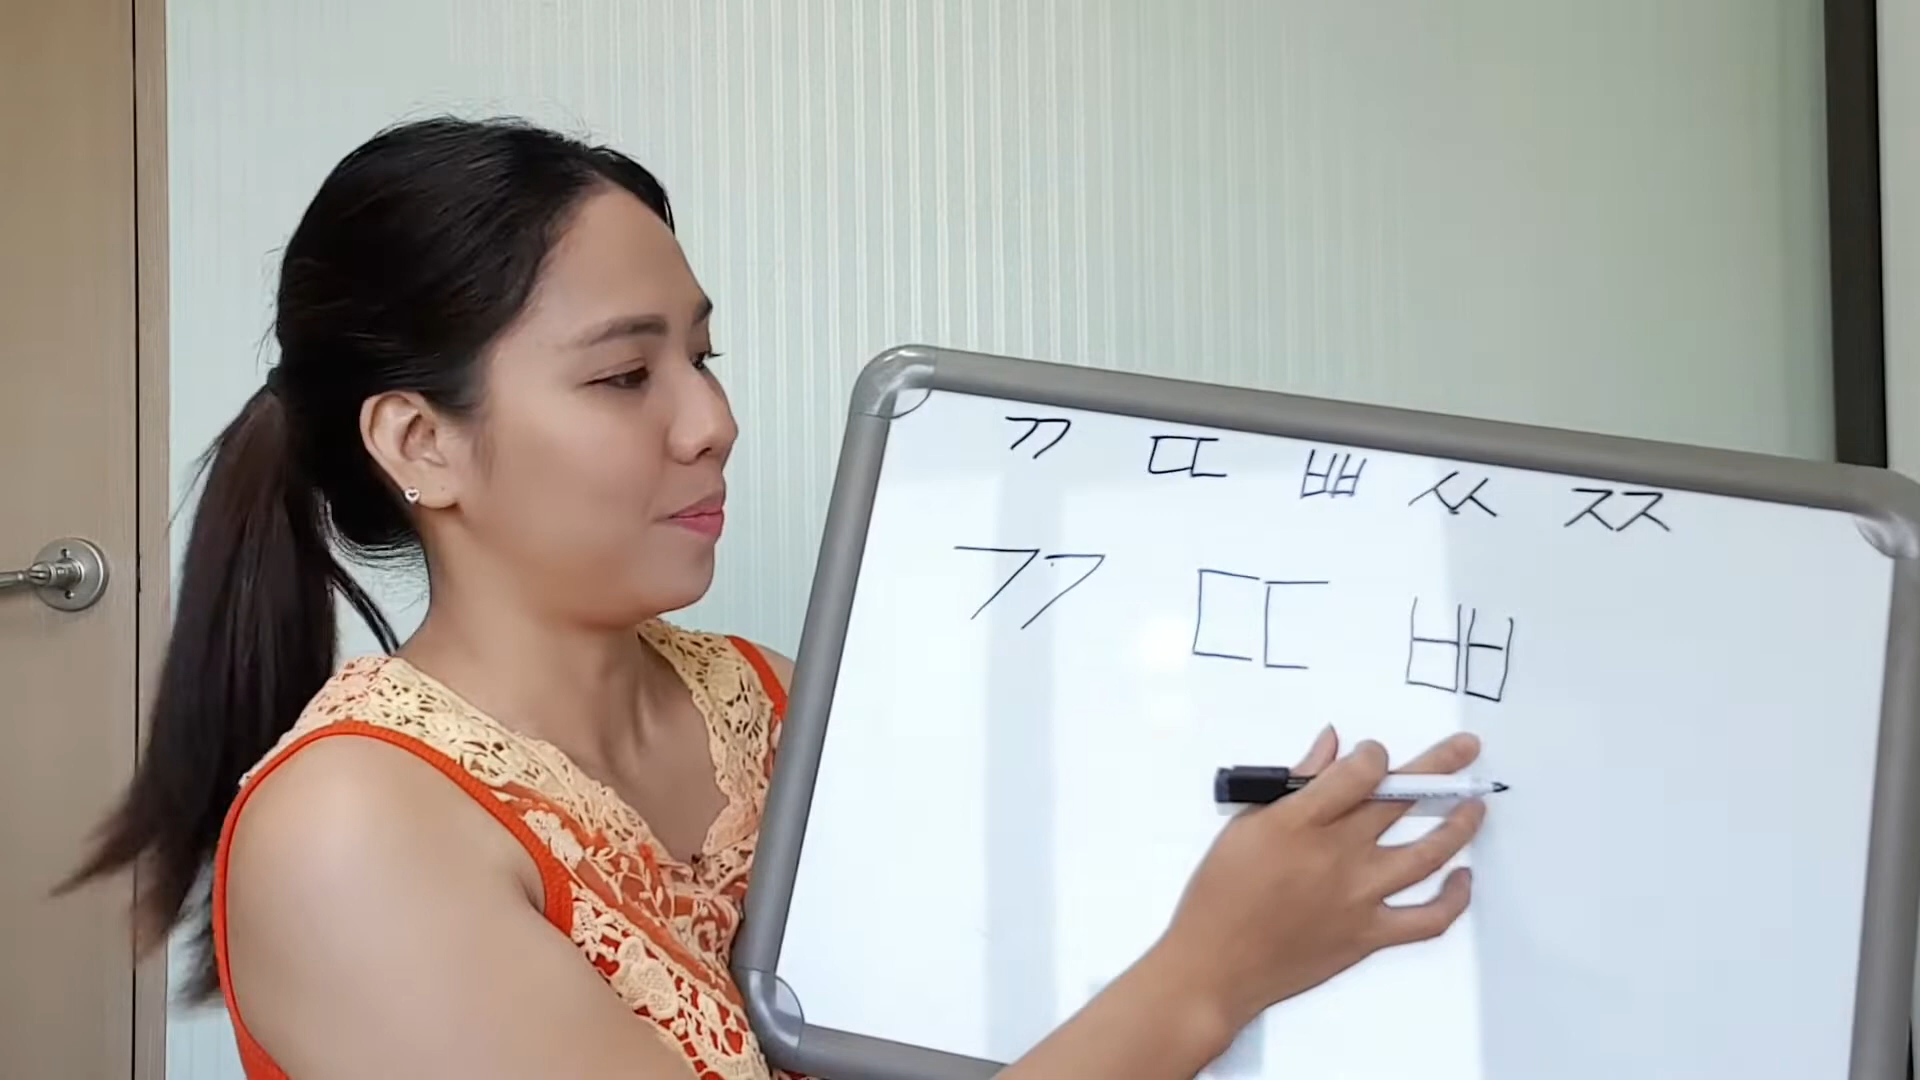 ㄲ ㄸ ㅃ ㅆ ㅉ
ㄲ ㄸ ㅃ